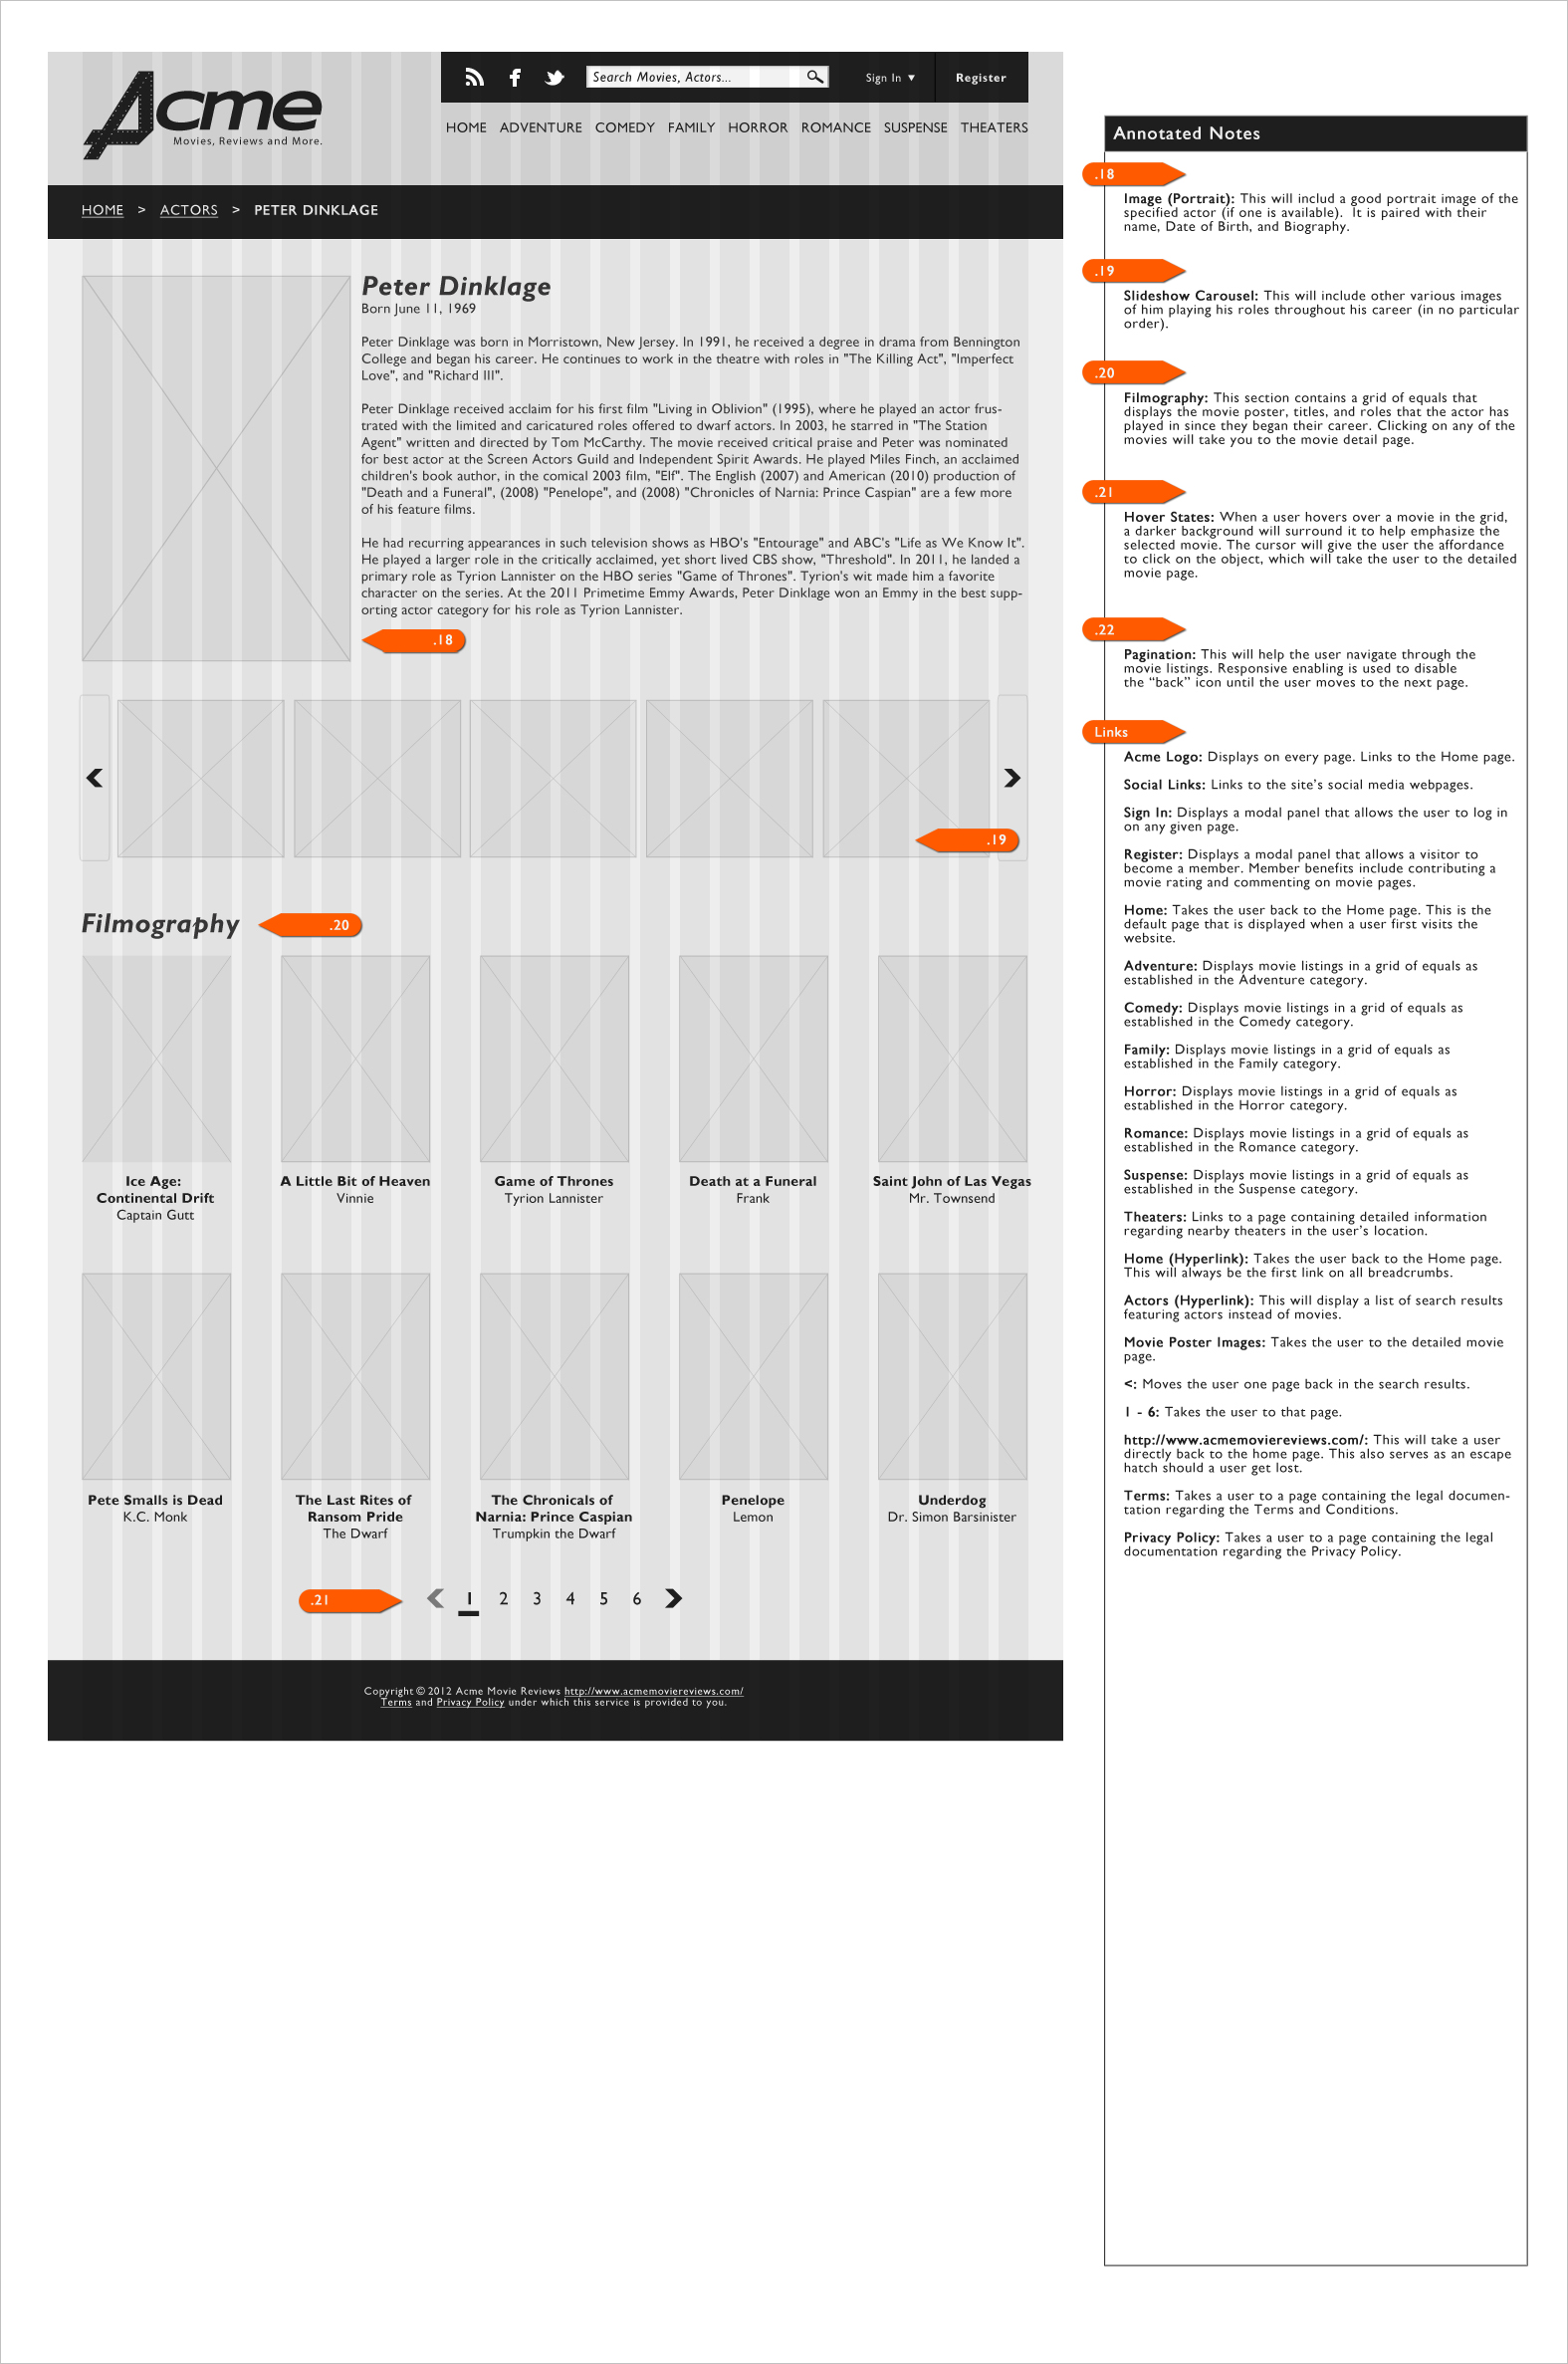 Acme
Movies, Reviews and More.
Search Movies, Actors...
Sign In
Register
HOME ADVENTURE COMEDY FAMILY HORROR ROMANCE SUSPENSE THEATERS
HOME > ACTORS > PETER DINKLAGE
Peter Dinklage
Born June 11, 1969
Peter Dinklage was born in Morristown, New Jersey. In 1991, he received a degree in drama from Bennington
College and began his career. He continues to work in the theatre with roles in "The Killing Act", "Imperfect
Love", and "Richard III".
Peter Dinklage received acclaim for his first film "Living in Oblivion" (1995), where he played an actor frus-
trated with the limited and caricatured roles offered to dwarf actors. In 2003, he starred in "The Station
Agent" written and directed by Tom McCarthy. The movie received critical praise and Peter was nominated
for best actor at the Screen Actors Guild and Independent Spirit Awards. He played Miles Finch, an acclaimed
children's book author, in the comical 2003 film, "Elf". The English (2007) and American (2010) production of
"Death and a Funeral", (2008) "Penelope", and (2008) "Chronicles of Narnia: Prince Caspian" are a few more
of his feature films.
He had recurring appearances in such television shows as HBO's "Entourage" and ABC's "Life as We Know It".
He played a larger role in the critically acclaimed, yet short lived CBS show, "Threshold". In 2011, he landed a
primary role as Tyrion Lannister on the HBO series "Game of Thrones". Tyrion's wit made him a favorite
character on the series. At the 2011 Primetime Emmy Awards, Peter Dinklage won an Emmy in the best supp-
orting actor category for his role as Tyrion Lannister.
.18
.19
Filmography
.20
Ice Age:
Continental Drift
Captain Gutt
A Little Bit of Heaven
Vinnie
Game of Thrones
Tyrion Lannister
Death at a Funeral
Frank
Saint John of Las Vegas
Mr. Townsend
Pete Smalls is Dead
K.C. Monk
The Last Rites of
Ransom Pride
The Dwarf
The Chronicals of
Narnia: Prince Caspian
Trumpkin the Dwarf
Penelope
Lemon
Underdog
Dr. Simon Barsinister
.21
1 2 3 4 5 6
Copyright © 2012 Acme Movie Reviews http://www.acmemoviereviews.com/
Terms and Privacy Policy under which this service is provided to you.
Annotated Notes
.18
Image (Portrait): This will includ a good portrait image of the
specified actor (if one is available). It is paired with their
name, Date of Birth, and Biography.
.19
Slideshow Carousel: This will include other various images
of him playing his roles throughout his career (in no particular
order).
.20
Filmography: This section contains a grid of equals that
displays the movie poster, titles, and roles that the actor has
played in since they began their career. Clicking on any of the
movies will take you to the movie detail page.
.21
Hover States: When a user hovers over a movie in the grid,
a darker background will surround it to help emphasize the
selected movie. The cursor will give the user the affordance
to click on the object, which will take the user to the detailed
movie page.
.22
Pagination: This will help the user navigate through the
movie listings. Responsive enabling is used to disable
the “back” icon until the user moves to the next page.
Links
Acme Logo: Displays on every page. Links to the Home page.
Social Links: Links to the site’s social media webpages.
Sign In: Displays a modal panel that allows the user to log in
on any given page.
Register: Displays a modal panel that allows a visitor to
become a member. Member benefits include contributing a
movie rating and commenting on movie pages.
Home: Takes the user back to the Home page. This is the
default page that is displayed when a user first visits the
website.
Adventure: Displays movie listings in a grid of equals as
established in the Adventure category.
Comedy: Displays movie listings in a grid of equals as
established in the Comedy category.
Family: Displays movie listings in a grid of equals as
established in the Family category.
Horror: Displays movie listings in a grid of equals as
established in the Horror category.
Romance: Displays movie listings in a grid of equals as
established in the Romance category.
Suspense: Displays movie listings in a grid of equals as
established in the Suspense category.
Theaters: Links to a page containing detailed information
regarding nearby theaters in the user’s location.
Home (Hyperlink): Takes the user back to the Home page.
This will always be the first link on all breadcrumbs.
Actors (Hyperlink): This will display a list of search results
featuring actors instead of movies.
Movie Poster Images: Takes the user to the detailed movie
page.
<: Moves the user one page back in the search results.
1 - 6: Takes the user to that page.
http://www.acmemoviereviews.com/: This will take a user
directly back to the home page. This also serves as an escape
hatch should a user get lost.
Terms: Takes a user to a page containing the legal documen-
tation regarding the Terms and Conditions.
Privacy Policy: Takes a user to a page containing the legal
documentation regarding the Privacy Policy.